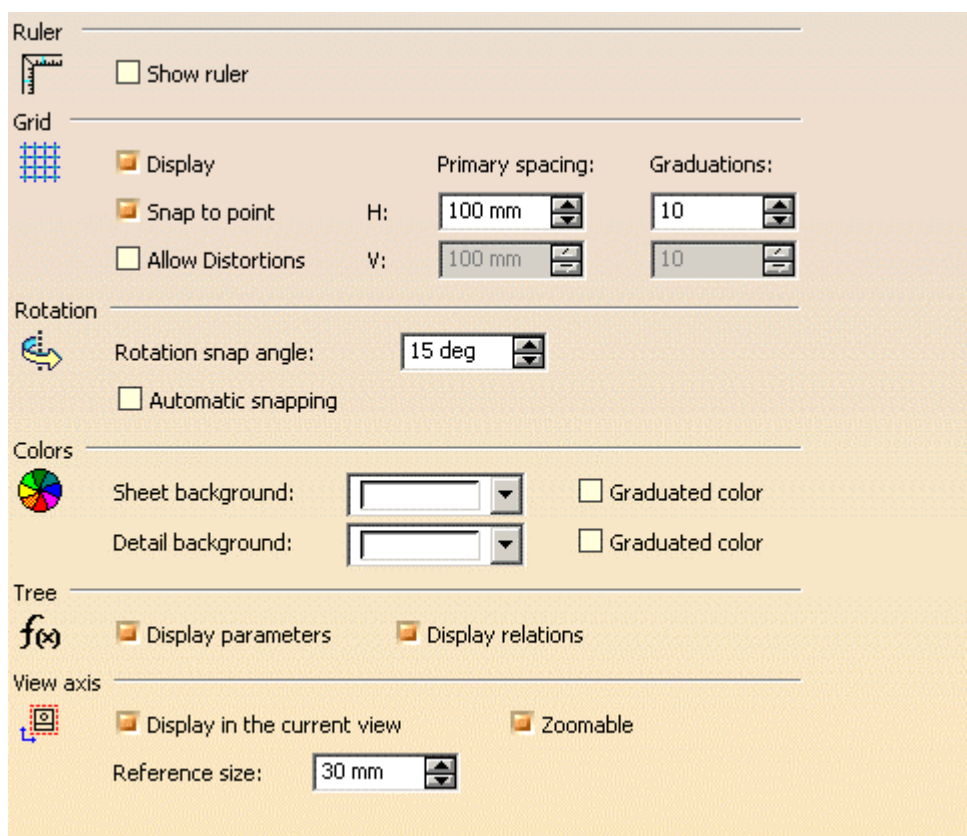 Ruler
Show ruler
Grid
Display Primary spacing: Graduations:
Snap to point H: 100 mm 10
Allow Distortions V: 100 mm 10
Rotation
Rotation snap angle: 15 deg
Automatic snapping
Colors
Sheet background: Graduated color
Detail background: Graduated color
Tree
f(x) Display parameters Display relations
View axis
Display in the current view Zoomable
Reference size: 30 mm